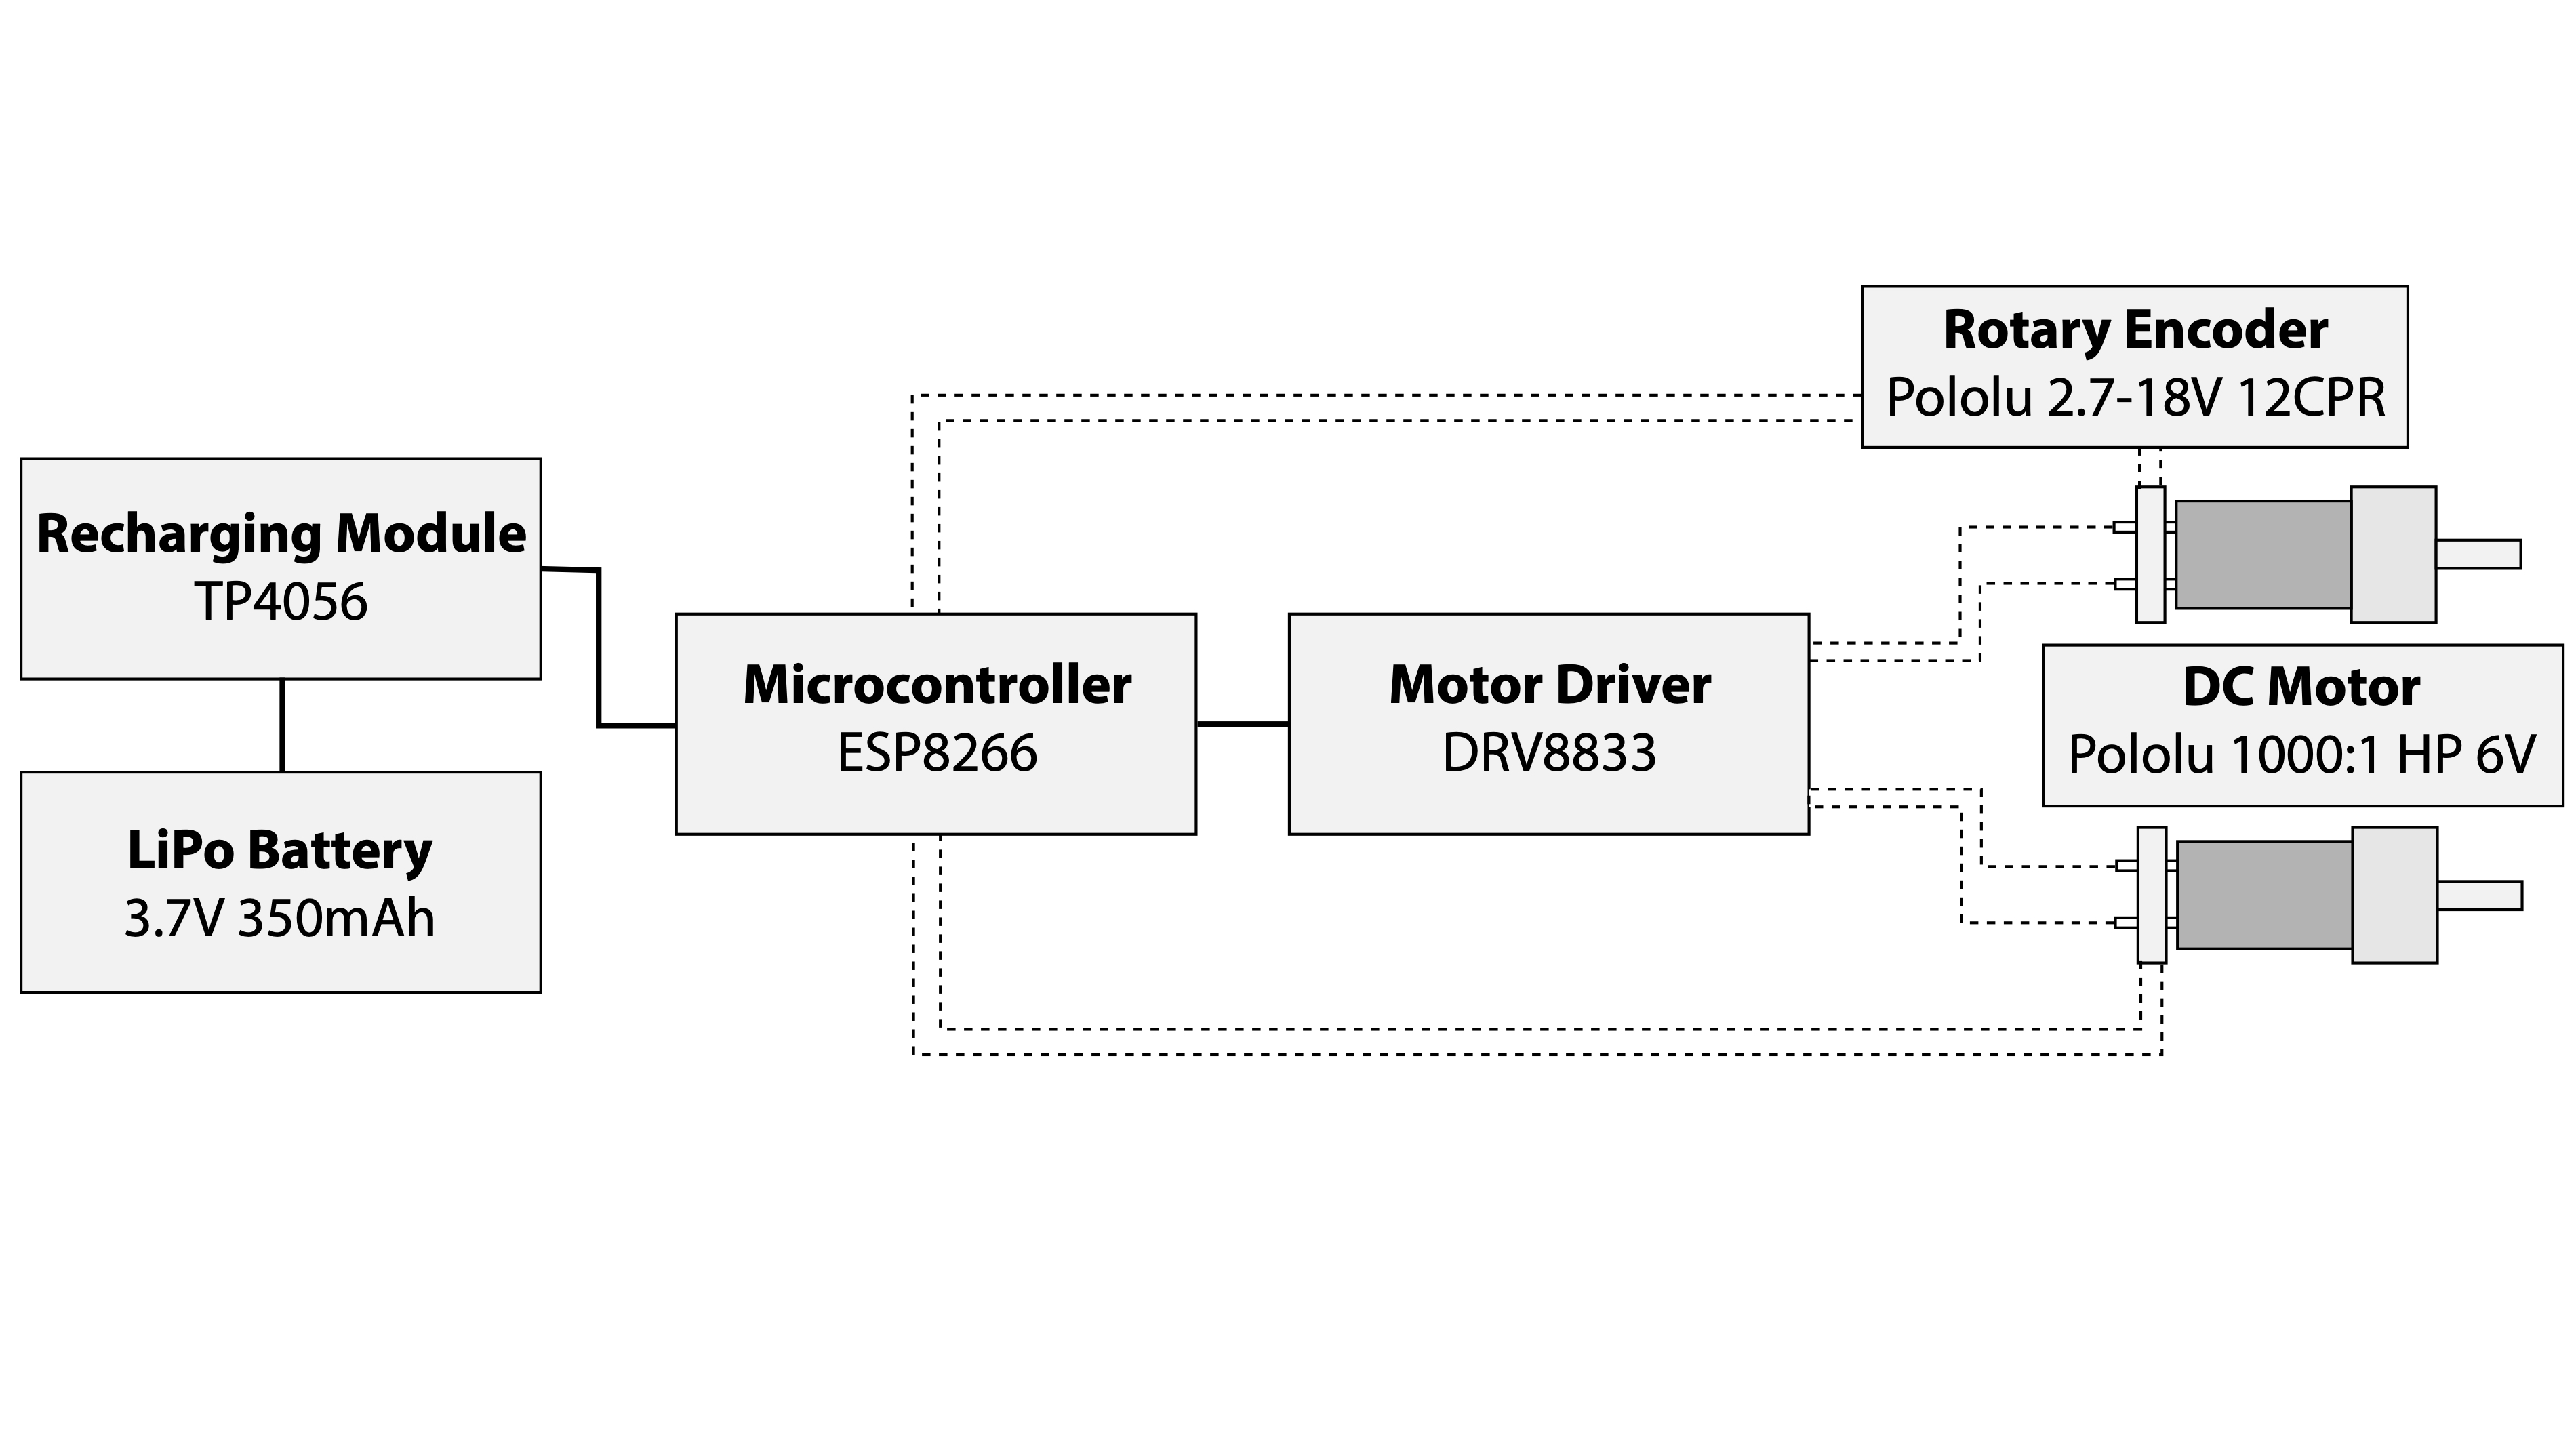 Rotary Encoder
Pololu 2.7-18V 12CPR
Recharging Module
TP4056
LiPo Battery
3.7V 350mAh
Microcontroller
ESP8266
Motor Driver
DRV8833
DC Motor
Pololu 1000:1 HP 6V